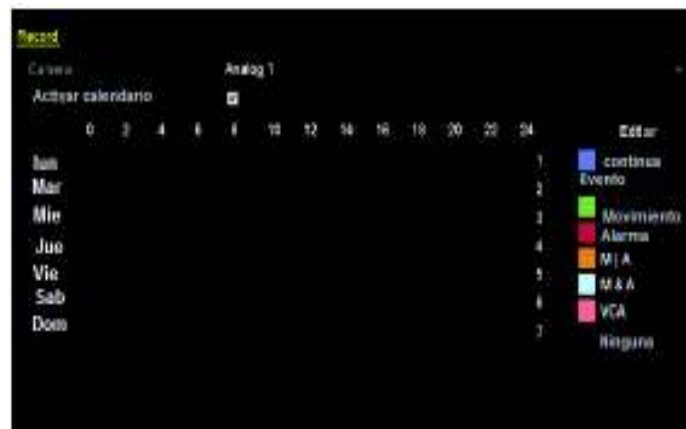 Record
Camera Analog 1
Activar calendario
0 2 4 6 8 10 12 14 16 18 20 22 24 Editar
lun 1 continua
Evento
Mar 2
Mie 3 Movimiento
Alarma
Jue 4 M | A
Vie 5 M & A
Sab 6 VCA
Dom 7 Ninguna